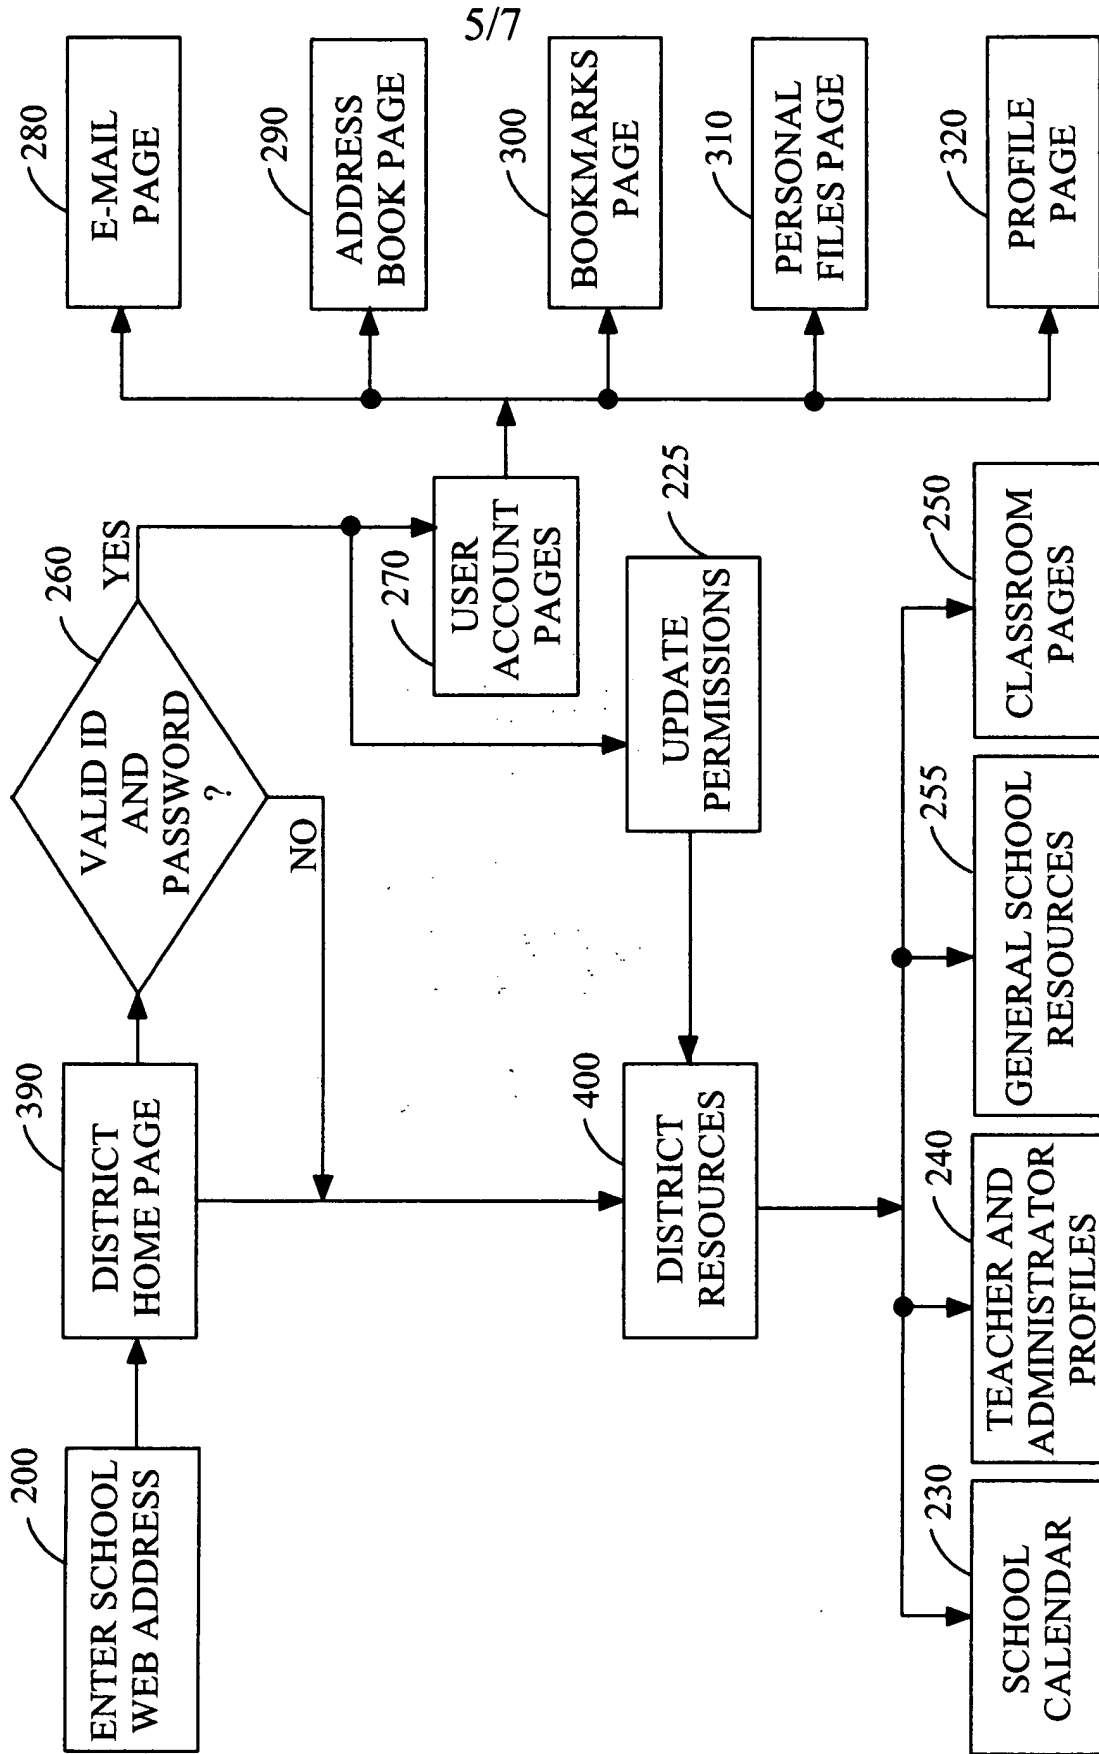 5/7
200
ENTER SCHOOL
WEB ADDRESS
390
DISTRICT
HOME PAGE
260
VALID ID
AND
PASSWORD
?
YES
NO
270
USER
ACCOUNT
PAGES
280
E-MAIL
PAGE
290
ADDRESS
BOOK PAGE
300
BOOKMARKS
PAGE
310
PERSONAL
FILES PAGE
320
PROFILE
PAGE
225
UPDATE
PERMISSIONS
400
DISTRICT
RESOURCES
230
SCHOOL
CALENDAR
240
TEACHER AND
ADMINISTRATOR
PROFILES
255
GENERAL SCHOOL
RESOURCES
250
CLASSROOM
PAGES